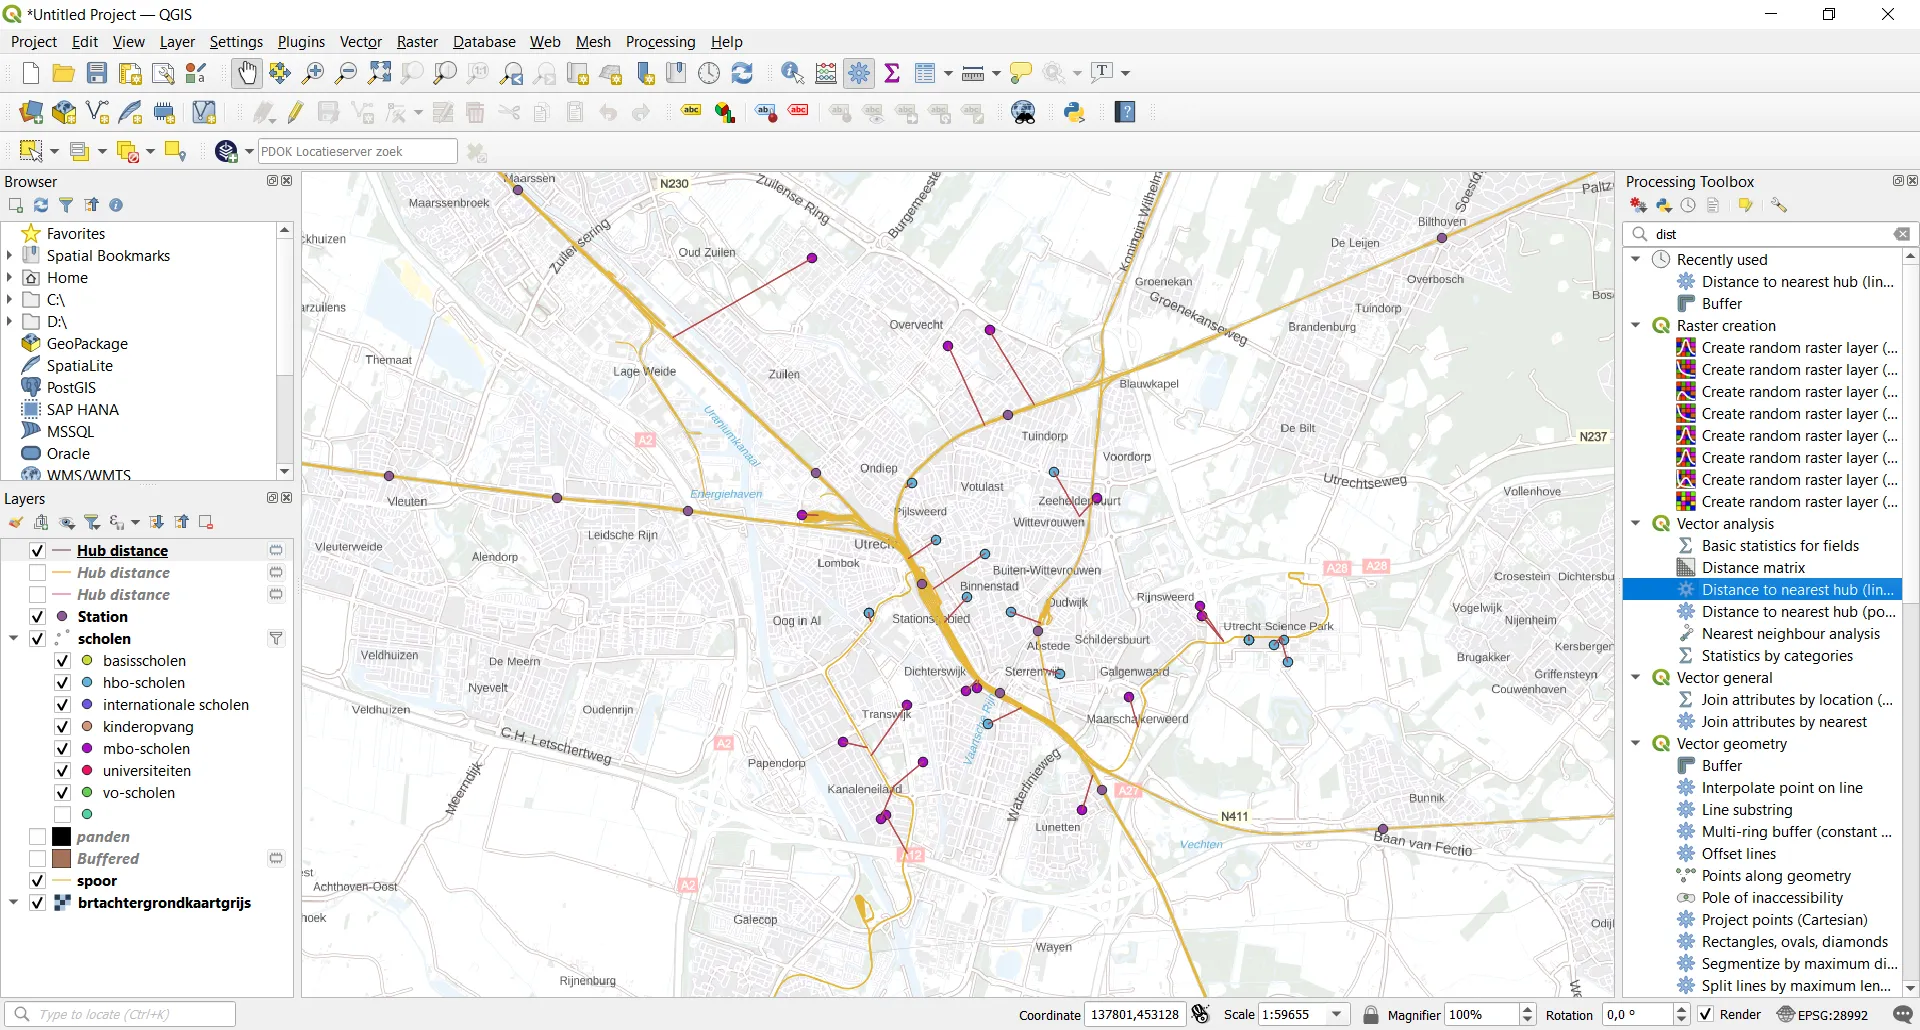 *Untitled Project — QGIS
Project Edit View Layer Settings Plugins Vector Raster Database Web Mesh Processing Help
PDOK Locatieserver zoek
Browser
Favorites
Spatial Bookmarks
Home
C:\
D:\
GeoPackage
SpatiaLite
PostGIS
SAP HANA
MSSQL
Oracle
WMS/WMTS
Layers
Hub distance
Hub distance
Hub distance
Station
scholen
basisscholen
hbo-scholen
internationale scholen
kinderopvang
mbo-scholen
universiteiten
vo-scholen
panden
Buffered
spoor
brtachtergrondkaartgrijs
Maarssen
N230
Maarssenbroek
Zuilense Ring
Zuilensering
Oud Zuilen
Koningin Wilhelm
Soestd
Paltz
Bilthoven
De Leijen
Overbosch
Groenekan
Groenekanseweg
Tuindorp
Brandenburg
Overvecht
Themaat
Lage Weide
Zuilen
Blauwkapel
Uraniumkanaal
De Bilt
A2
Tuindorp
N237
Voordorp
Ondiep
Votulast
Utrechtseweg
Vollenhove
Vleuten
Energiehaven
Zeeheldenbuurt
Pijlsweerd
Wittevrouwen
Leidsche Rijn
Utrecht
Vleuterweide
Alendorp
Lombok
Buiten-Wittevrouwen
Binnenstad
A28
A28
Crosestein
Rijnsweerd
Oudwijk
Vogelwijk
Nijenheim
Oog in Al
Stationsgebied
Utrecht Science Park
Schildersbuurt
Abstede
Kersbergen
Veldhuizen
De Meern
Dichterswijk
Sterrenwijk
Galgenwaard
Brugakker
Griffensteyn
Nyevelt
Couwenhoven
Veldhuizen
Oudenrijn
Transwijk
Vaartsche Rijn
Maarschalkerweerd
C.H. Letschertweg
A2
Papendorp
Meerndijk
Kanaleneiland
Waterlinieweg
A27
Bunnik
Lunetten
N411
Baan van Fectio
Vechten
A12
A2
Achthoven-Oost
Galecop
Wayen
Rijnenburg
Processing Toolbox
dist
Recently used
Distance to nearest hub (lin...
Buffer
Raster creation
Create random raster layer (...
Create random raster layer (...
Create random raster layer (...
Create random raster layer (...
Create random raster layer (...
Create random raster layer (...
Create random raster layer (...
Create random raster layer (...
Vector analysis
Basic statistics for fields
Distance matrix
Distance to nearest hub (lin...
Distance to nearest hub (po...
Nearest neighbour analysis
Statistics by categories
Vector general
Join attributes by location (...
Join attributes by nearest
Vector geometry
Buffer
Interpolate point on line
Line substring
Multi-ring buffer (constant ...
Offset lines
Points along geometry
Pole of inaccessibility
Project points (Cartesian)
Rectangles, ovals, diamonds
Segmentize by maximum di...
Split lines by maximum len...
Type to locate (Ctrl+K)
Coordinate 137801,453128 Scale 1:59655 Magnifier 100% Rotation 0,0 ° Render EPSG:28992